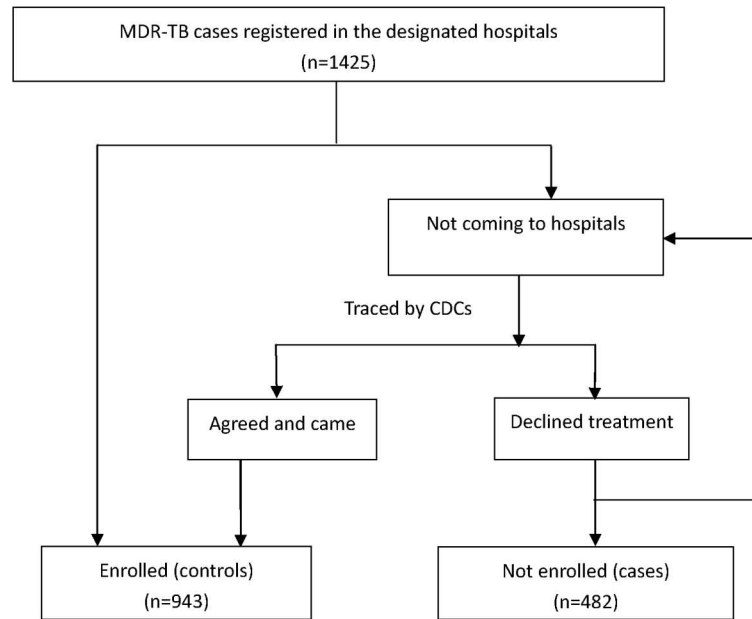 MDR-TB cases registered in the designated hospitals
(n=1425)
Not coming to hospitals
Traced by CDCs
Agreed and came
Declined treatment
Enrolled (controls)
(n=943)
Not enrolled (cases)
(n=482)